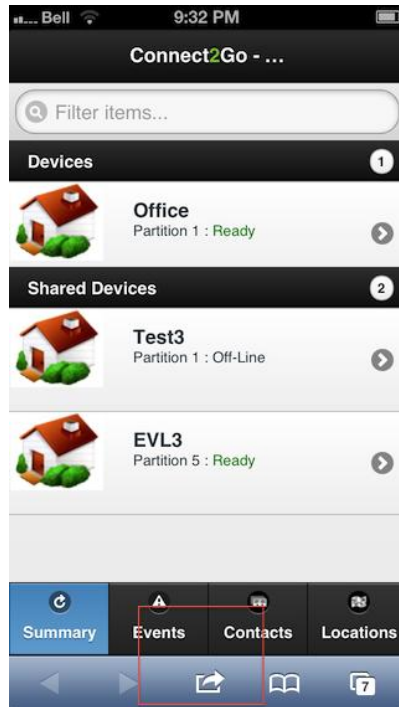 Bell 9:32 PM
Connect2Go - ...
Filter items...
Devices 1
Office
Partition 1 : Ready
Shared Devices 2
Test3
Partition 1 : Off-Line
EVL3
Partition 5 : Ready
Summary Events Contacts Locations
7